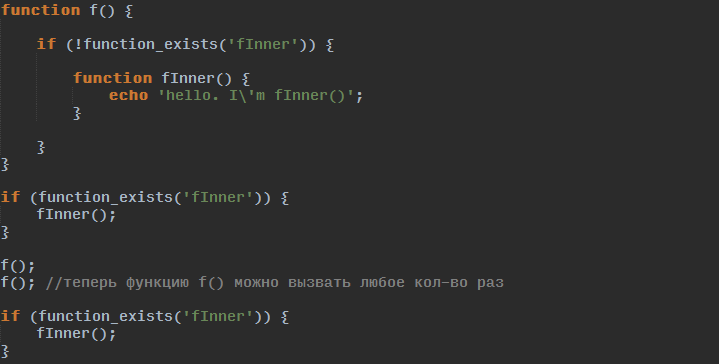 function f() {
if (!function_exists('fInner')) {
function fInner() {
echo 'hello. I\'m fInner()';
}
}
}
if (function_exists('fInner')) {
fInner();
}
f();
f(); //теперь функцию f() можно вызвать любое кол-во раз
if (function_exists('fInner')) {
fInner();
}